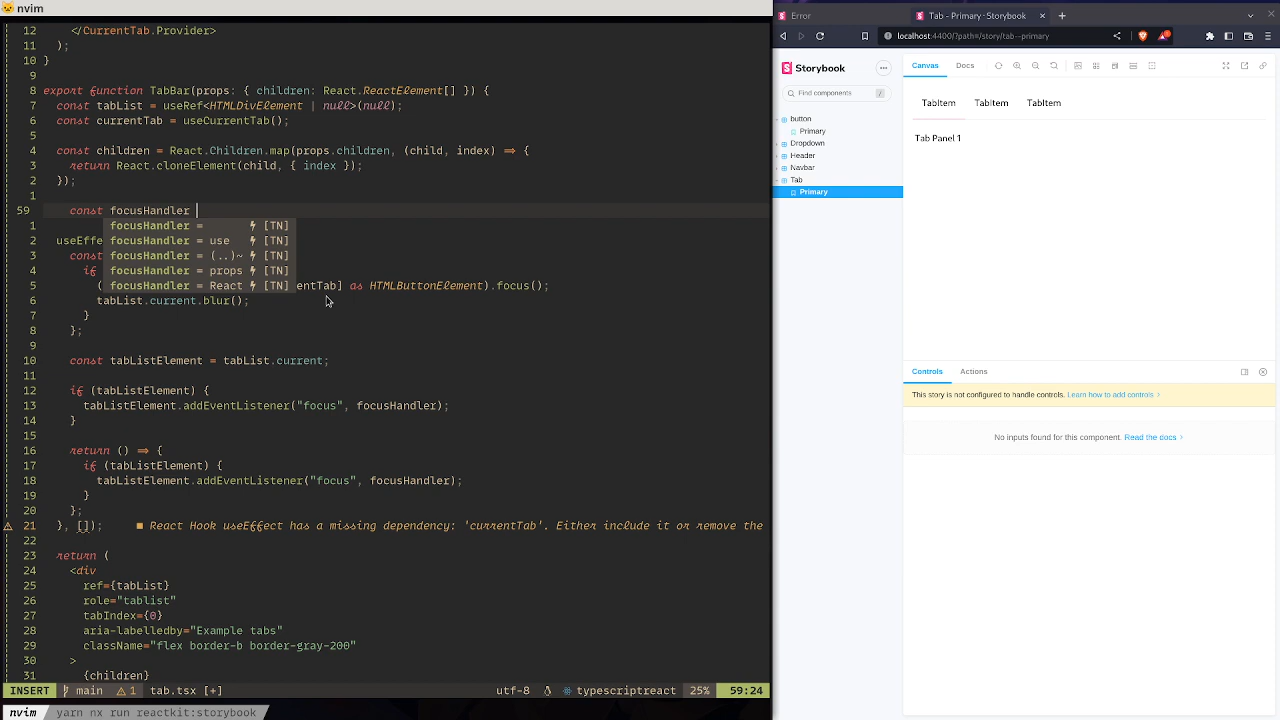 nvim
12 </CurrentTab.Provider>
11 );
10 }
9
8 export function TabBar(props: { children: React.ReactElement[] }) {
7 const tabList = useRef<HTMLDivElement | null>(null);
6 const currentTab = useCurrentTab();
5
4 const children = React.Children.map(props.children, (child, index) => {
3 return React.cloneElement(child, { index });
2 });
1
59 const focusHandler
1 focusHandler = [TN]
2 useEffe focusHandler = use [TN]
3 cons focusHandler = (..)~ [TN]
4 if focusHandler = props [TN]
5 ( focusHandler = React [TN] entTab] as HTMLButtonElement).focus();
6 tabList.current.blur();
7 }
8 };
9
10 const tabListElement = tabList.current;
11
12 if (tabListElement) {
13 tabListElement.addEventListener("focus", focusHandler);
14 }
15
16 return () => {
17 if (tabListElement) {
18 tabListElement.addEventListener("focus", focusHandler);
19 }
20 };
21 }, []); ■ React Hook useEffect has a missing dependency: 'currentTab'. Either include it or remove the
22
23 return (
24 <div
25 ref={tabList}
26 role="tablist"
27 tabIndex={0}
28 aria-labelledby="Example tabs"
29 className="flex border-b border-gray-200"
30 >
31 {children}
INSERT main 1 tab.tsx [+] utf-8 typescriptreact 25% 59:24
nvim yarn nx run reactkit:storybook
Error
Tab - Primary · Storybook
localhost:4400/?path=/story/tab--primary
Storybook
Find components /
button
Primary
Dropdown
Header
Navbar
Tab
Primary
Canvas Docs
TabItem TabItem TabItem
Tab Panel 1
Controls Actions
This story is not configured to handle controls. Learn how to add controls
No inputs found for this component. Read the docs